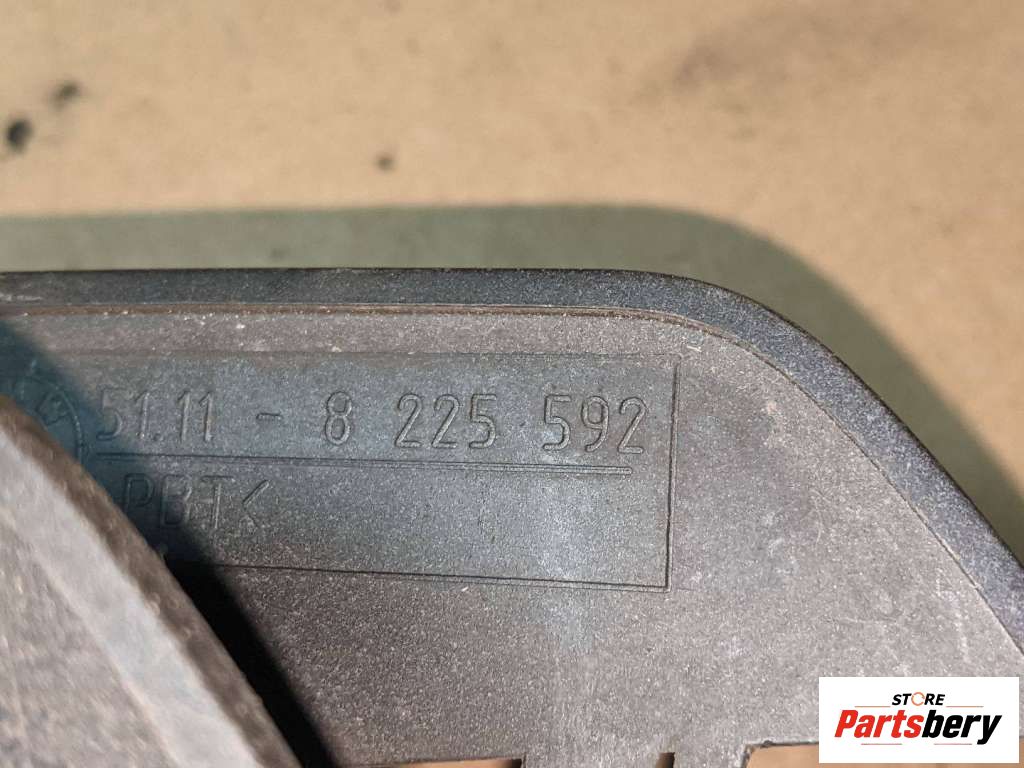 51.11 - 8 225 592
PBT<
STORE
Partsbery